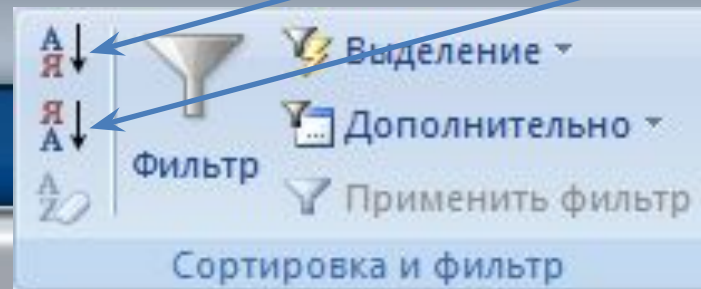 А
Я
Я
А
A
Z
Фильтр
Выделение
Дополнительно
Применить фильтр
Сортировка и фильтр